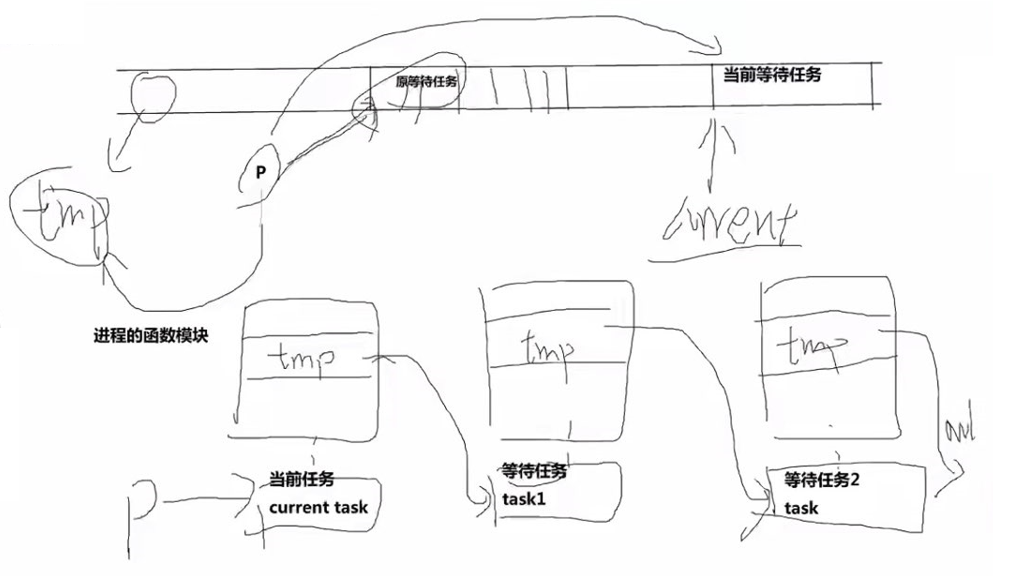 原等待任务
当前等待任务
P
tmp
current
进程的函数模块
tmp
tmp
tmp
null
当前任务
current task
等待任务
task1
等待任务2
task
p